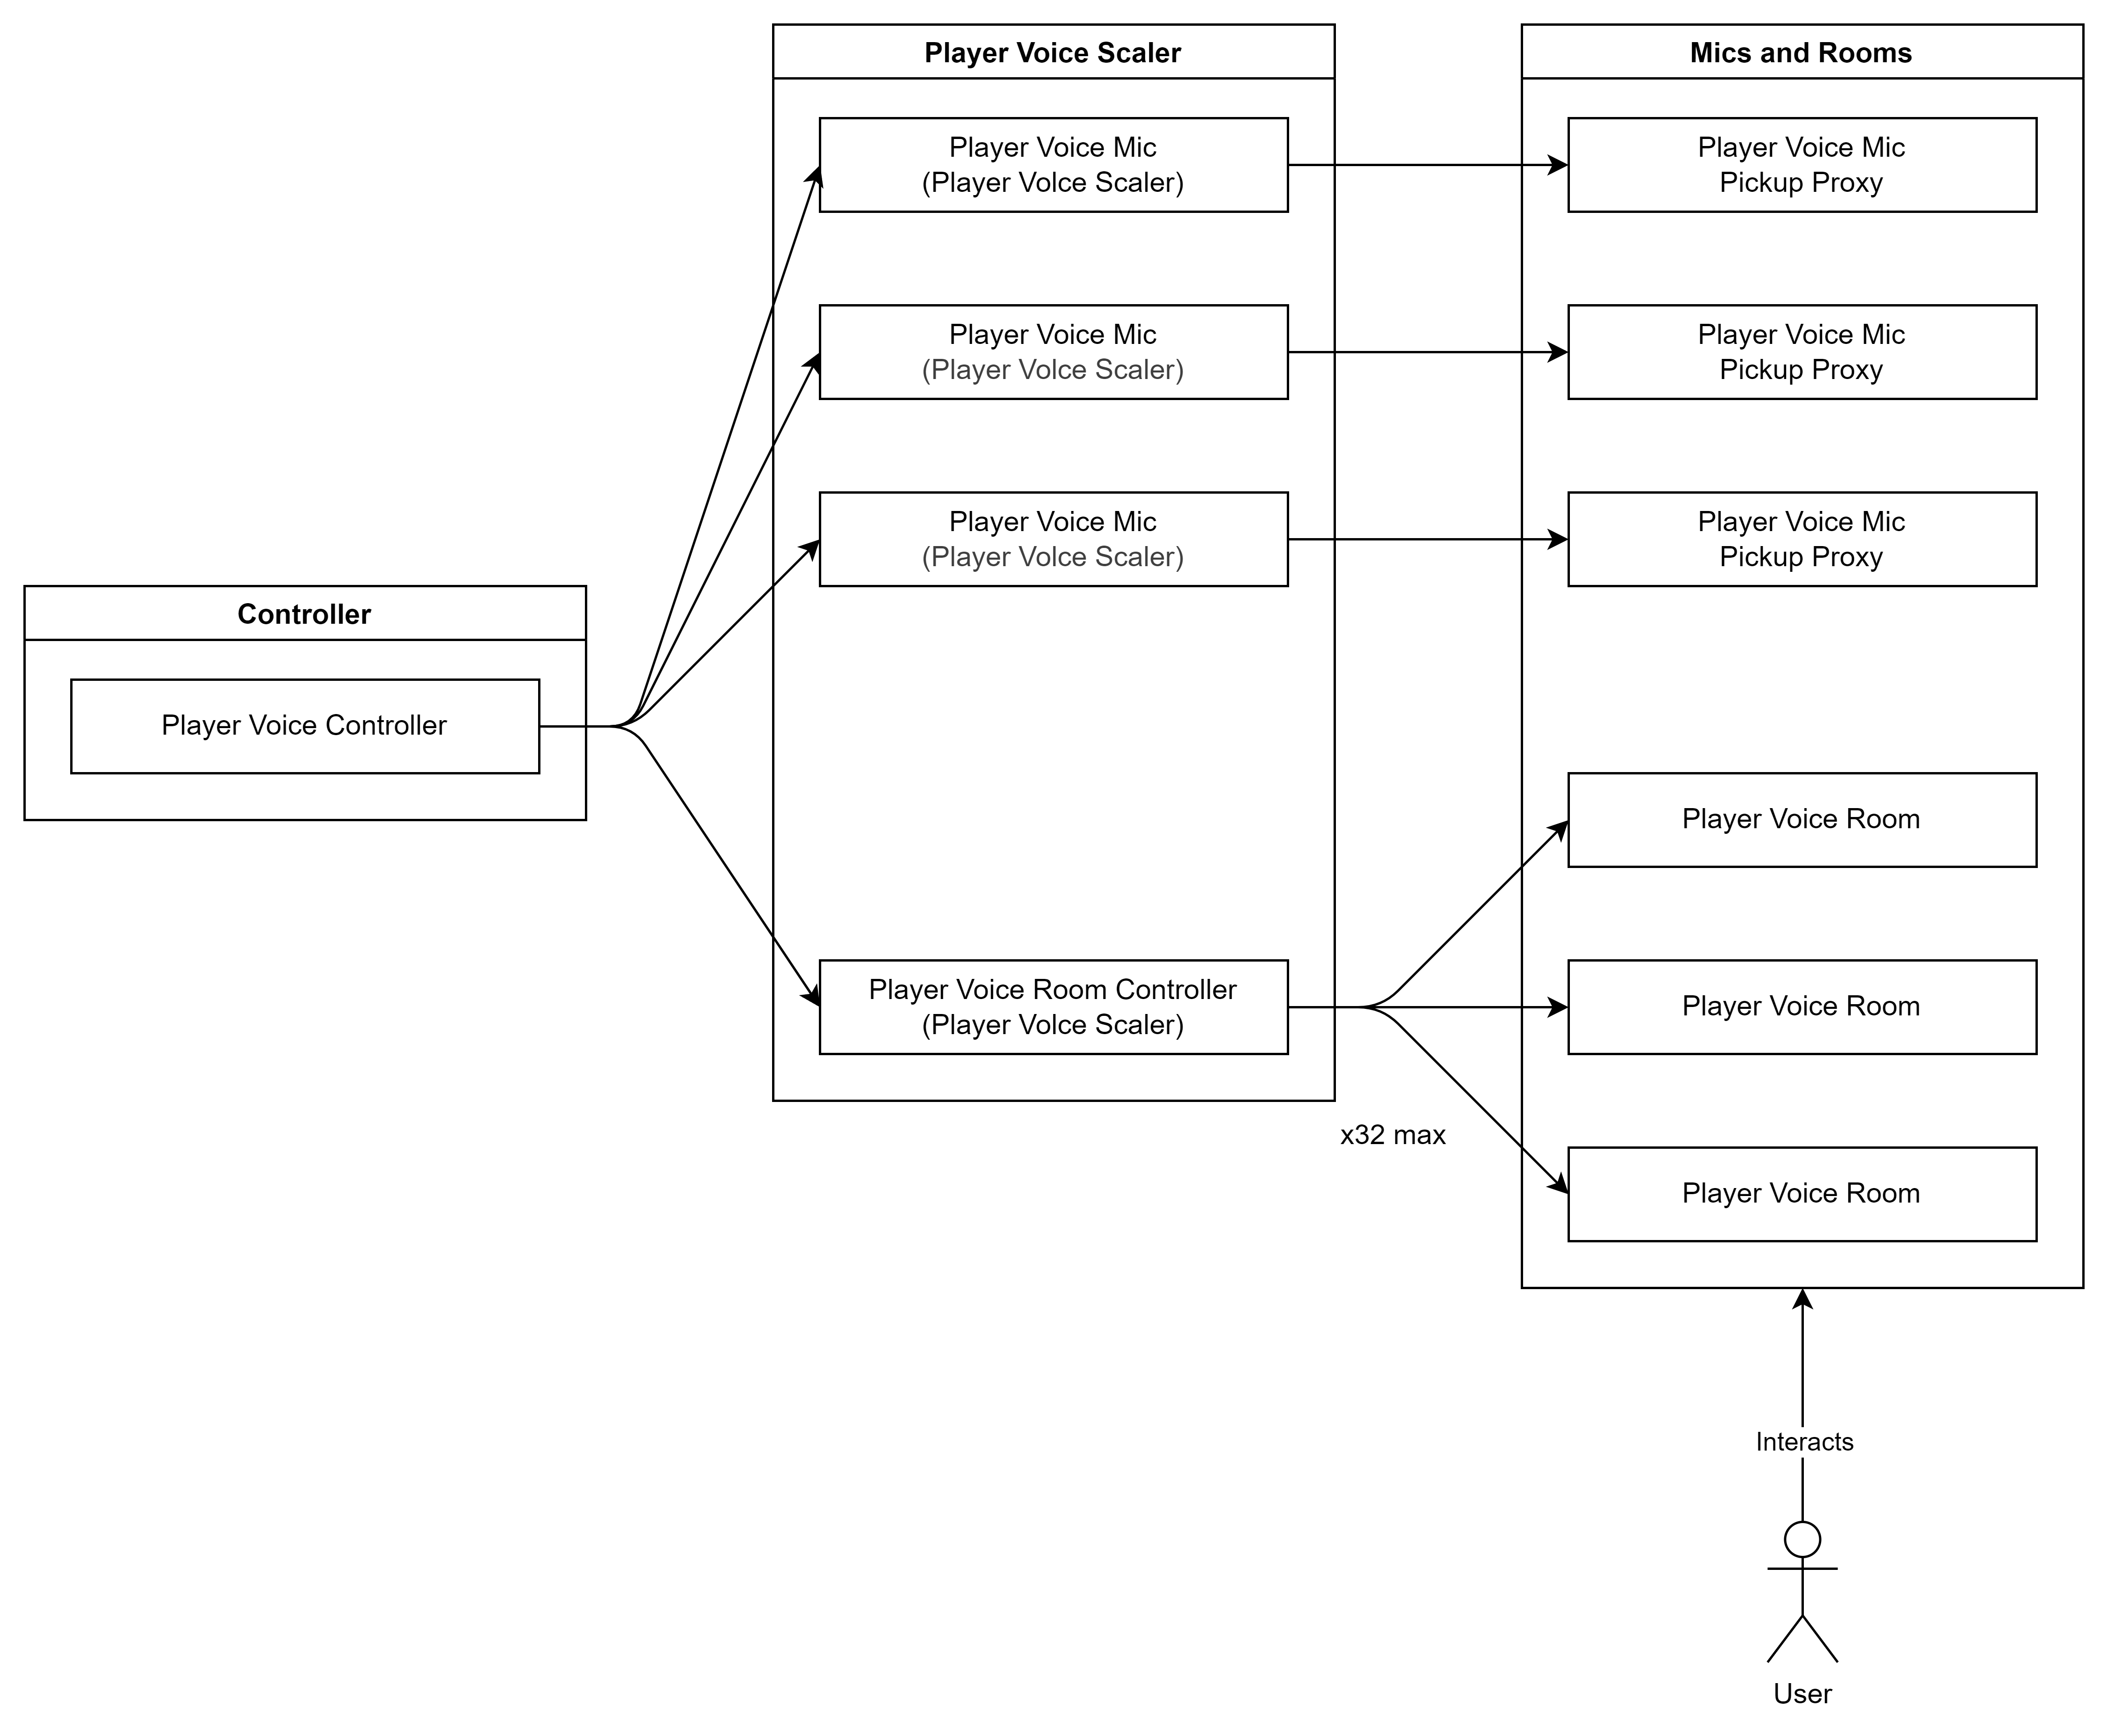 Player Voice Scaler
Player Voice Mic
(Player Volce Scaler)
Player Voice Mic
(Player Volce Scaler)
Player Voice Mic
(Player Volce Scaler)
Player Voice Room Controller
(Player Volce Scaler)
Mics and Rooms
Player Voice Mic
Pickup Proxy
Player Voice Mic
Pickup Proxy
Player Voice Mic
Pickup Proxy
Player Voice Room
Player Voice Room
Player Voice Room
Controller
Player Voice Controller
x32 max
Interacts
User